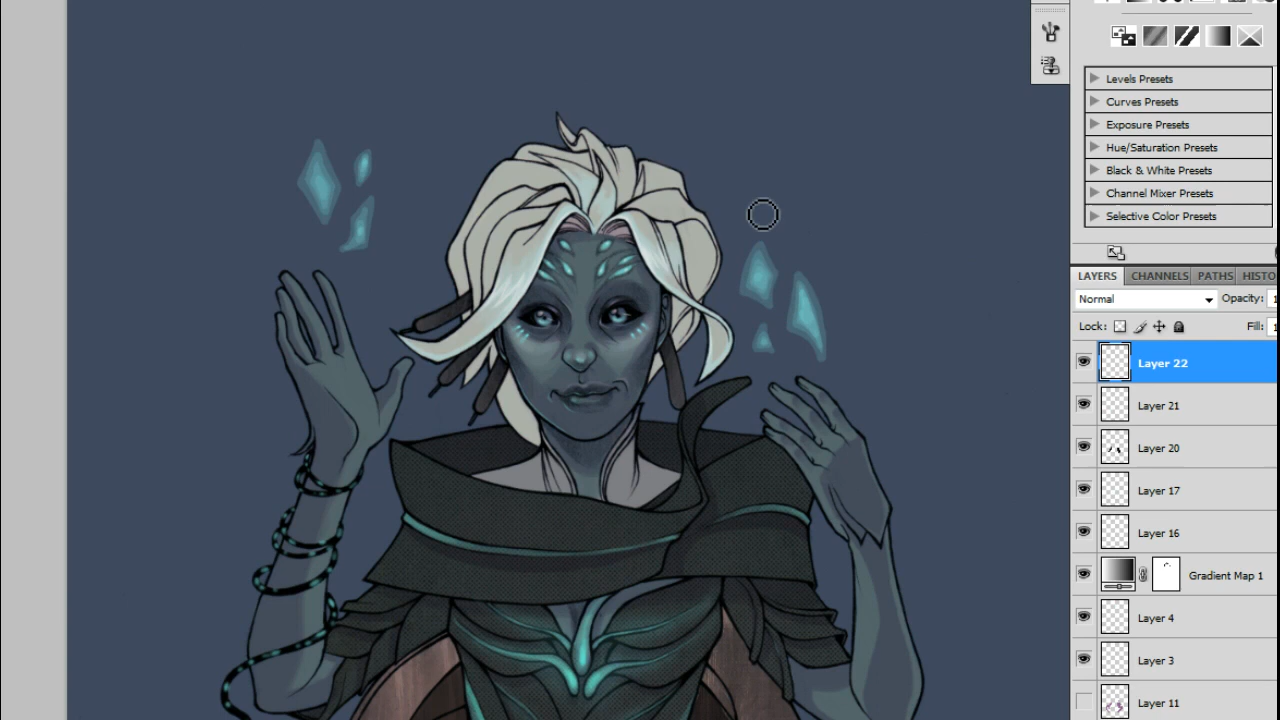 Levels Presets
Curves Presets
Exposure Presets
Hue/Saturation Presets
Black & White Presets
Channel Mixer Presets
Selective Color Presets
LAYERS CHANNELS PATHS HISTO
Normal Opacity: 1
Lock: Fill:
Layer 22
Layer 21
Layer 20
Layer 17
Layer 16
Gradient Map 1
Layer 4
Layer 3
Layer 11